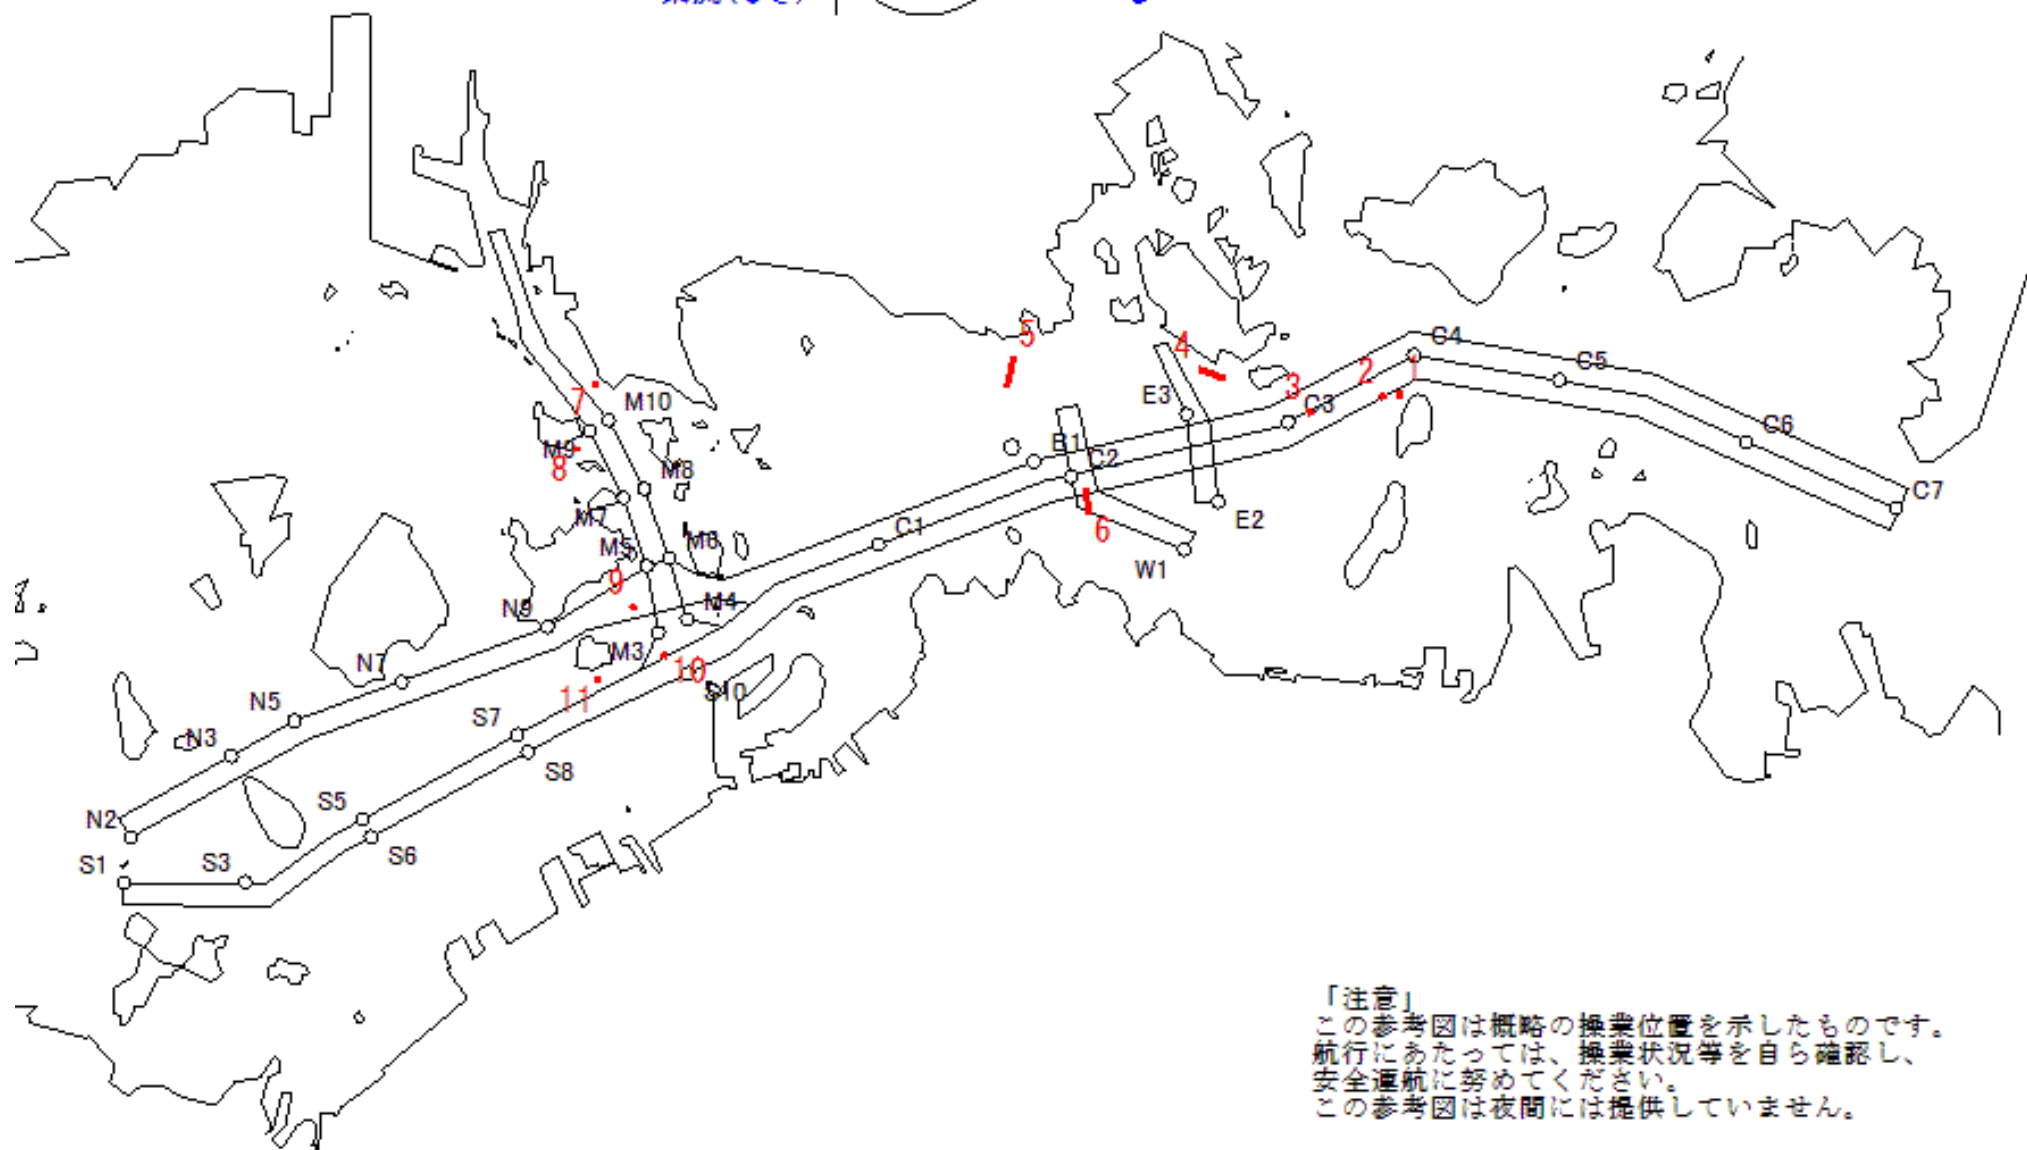 5
C4
4
C5
2
1
E3
3
C3
7
M10
M9
8
M8
B1
C2
C6
C7
6
E2
M7
C1
M5
M6
W1
9
N9
M4
M3
10
N7
S10
11
N5
S7
N3
S8
S5
N2
S6
S1
S3
「注意」
この参考図は概略の操業位置を示したものです。
航行にあたっては、操業状況等を自ら確認し、
安全運航に努めてください。
この参考図は夜間には提供していません。